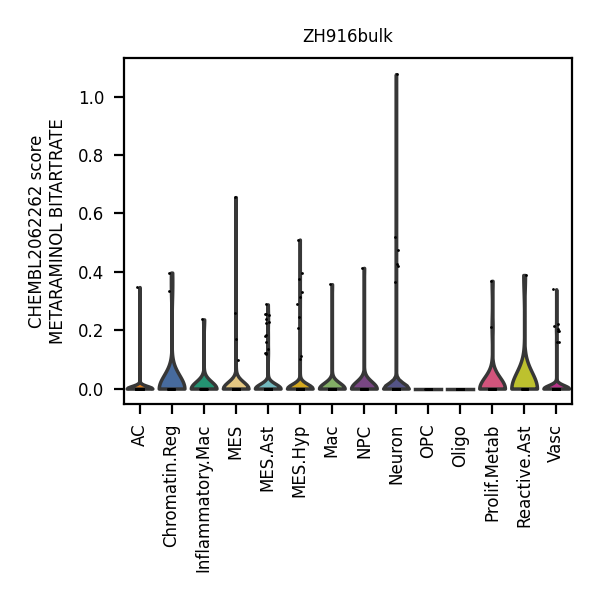 ZH916bulk
CHEMBL2062262 score
METARAMINOL BITARTRATE
1.0
0.8
0.6
0.4
0.2
0.0
AC
Chromatin.Reg
Inflammatory.Mac
MES
MES.Ast
MES.Hyp
Mac
NPC
Neuron
OPC
Oligo
Prolif.Metab
Reactive.Ast
Vasc